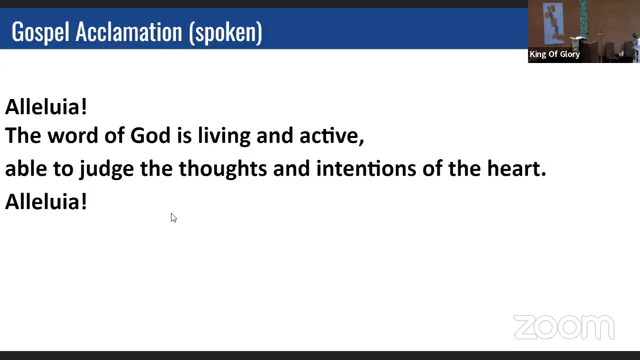 Gospel Acclamation (spoken)
King Of Glory
Alleluia!
The word of God is living and active,
able to judge the thoughts and intentions of the heart.
Alleluia!
zoom